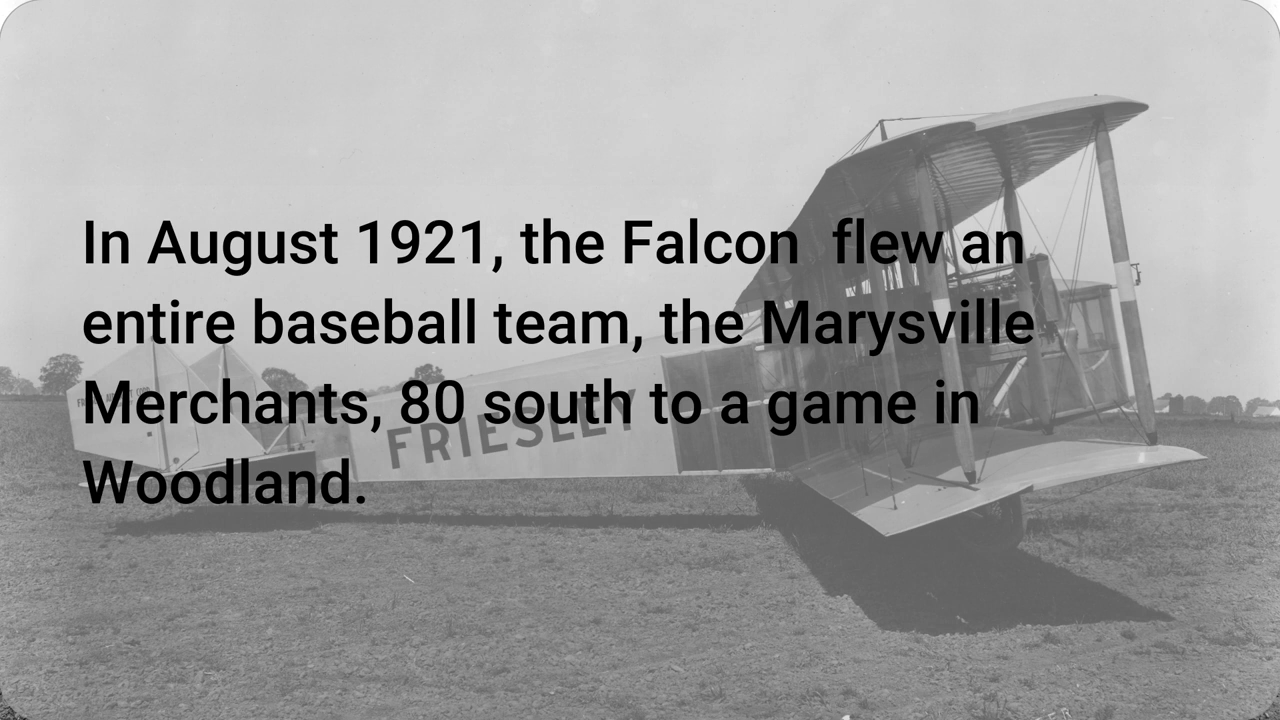 In August 1921, the Falcon  flew an
entire baseball team, the Marysville
Merchants, 80 south to a game in
Woodland.
FRIESLEY